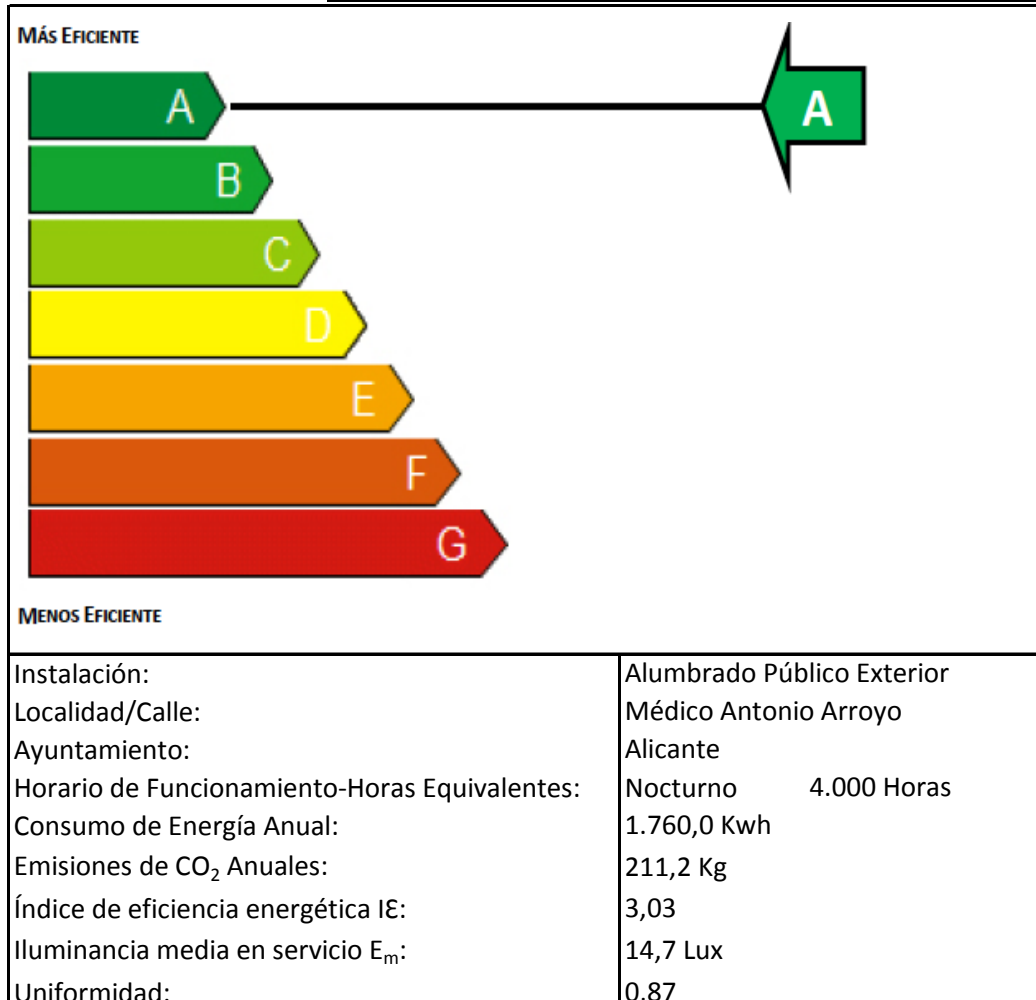 MÁS EFICIENTE
A
A
B
C
D
E
F
G
MENOS EFICIENTE
Instalación: Alumbrado Público Exterior
Localidad/Calle: Médico Antonio Arroyo
Ayuntamiento: Alicante
Horario de Funcionamiento-Horas Equivalentes: Nocturno 4.000 Horas
Consumo de Energía Anual: 1.760,0 Kwh
Emisiones de CO₂ Anuales: 211,2 Kg
Índice de eficiencia energética IƐ: 3,03
Iluminancia media en servicio Eₘ: 14,7 Lux
Uniformidad: 0,87